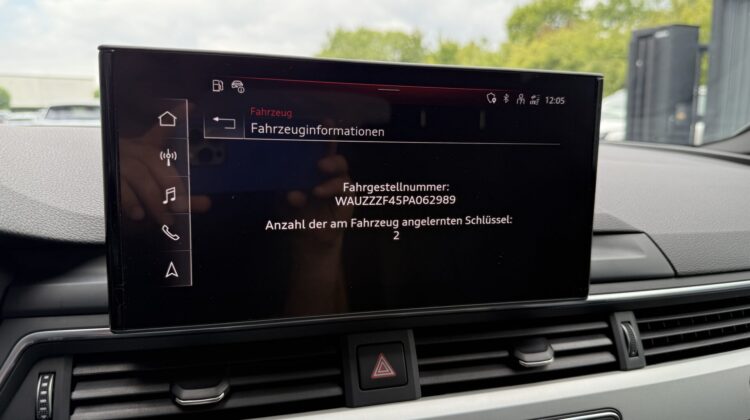 12:05
Fahrzeug
Fahrzeuginformationen
Fahrgestellnummer:
WAUZZZF45PA062989
Anzahl der am Fahrzeug angelernten Schlüssel:
2